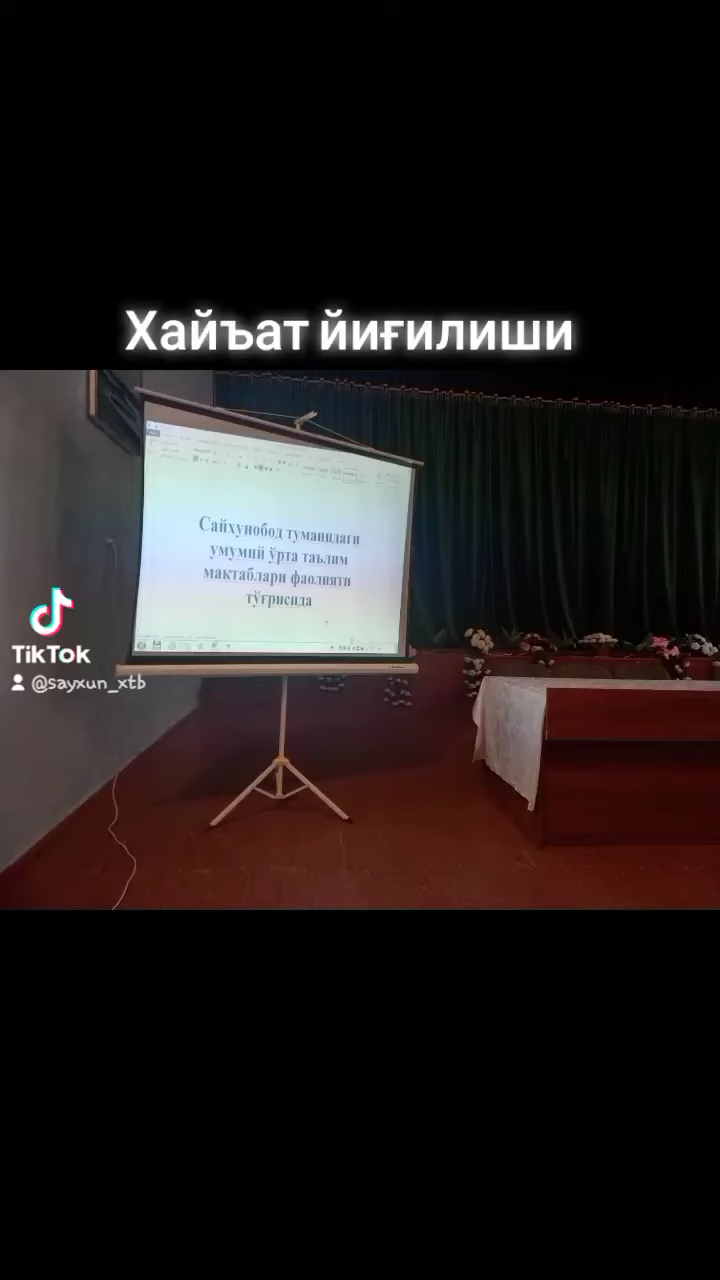 Хайъат йиғилиши
Сайхунобод туманидаги
умумий ўрта таълим
мактаблари фаолияти
тўғрисида
TikTok
@sayxun_xtb